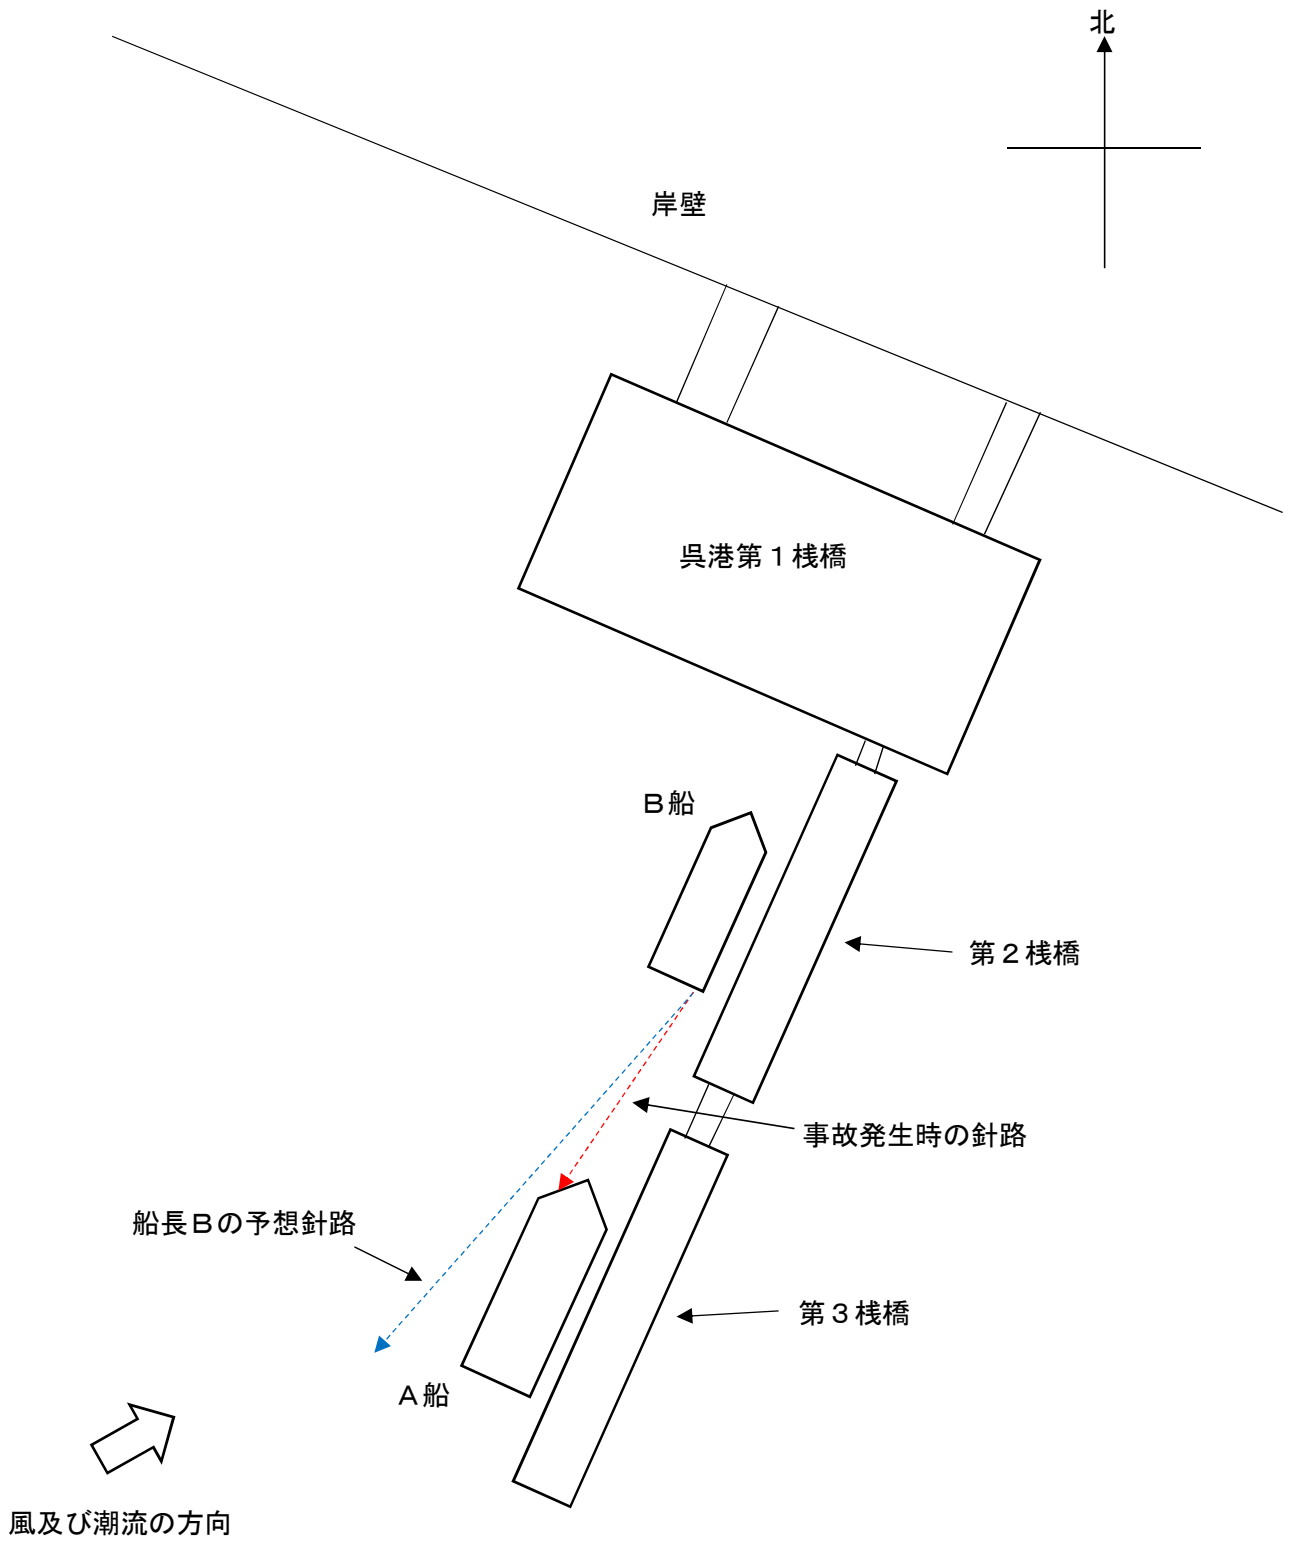 北
岸壁
呉港第１桟橋
Ｂ船
第２桟橋
事故発生時の針路
船長Ｂの予想針路
第３桟橋
Ａ船
風及び潮流の方向